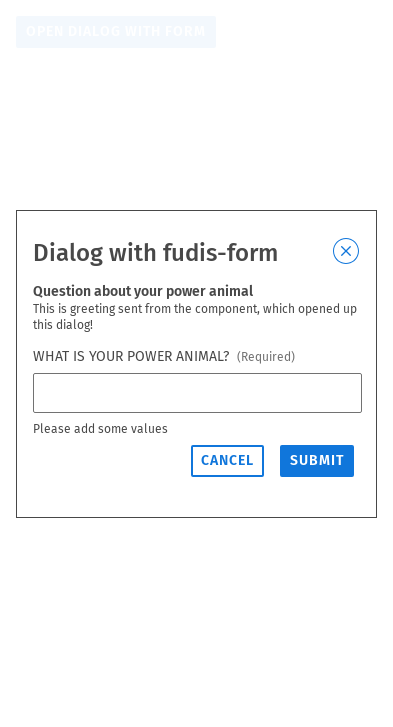 OPEN DIALOG WITH FORM
Dialog with fudis-form
Question about your power animal
This is greeting sent from the component, which opened up
this dialog!
WHAT IS YOUR POWER ANIMAL? (Required)
Please add some values
CANCEL SUBMIT